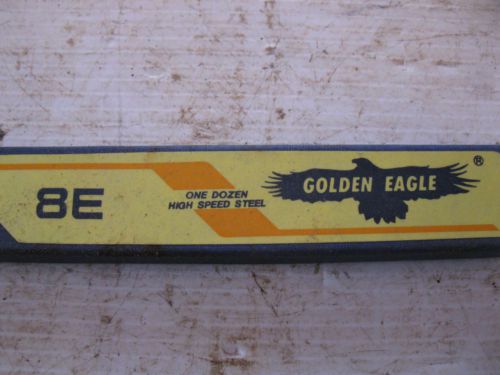 8E
ONE DOZEN
HIGH SPEED STEEL
GOLDEN EAGLE ®